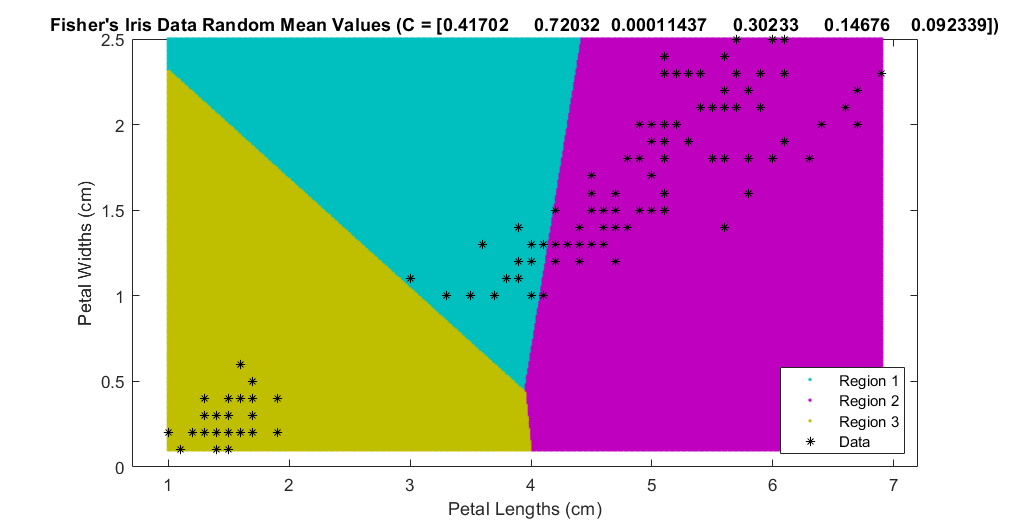 Fisher's Iris Data Random Mean Values (C = [0.41702 0.72032 0.00011437 0.30233 0.14676 0.092339])
2.5
2
1.5
1
0.5
0
Petal Widths (cm)
Region 1
Region 2
Region 3
Data
1 2 3 4 5 6 7
Petal Lengths (cm)